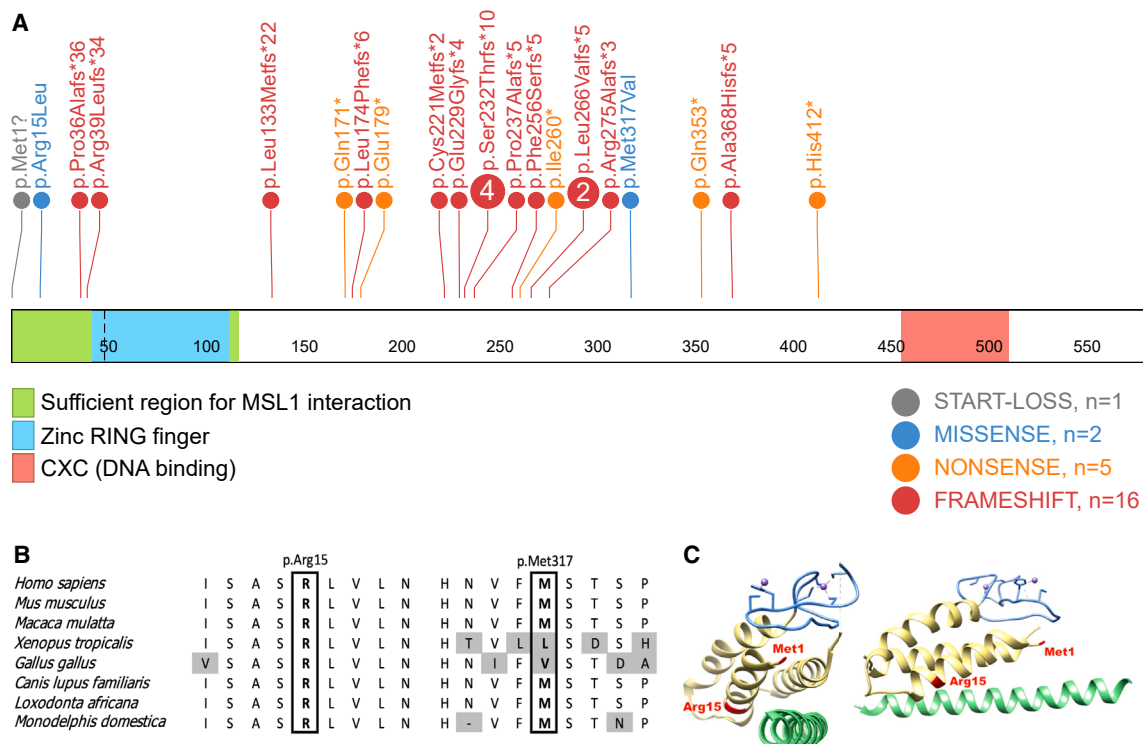 A
p.Met1?
p.Arg15Leu
p.Pro36Alafs*36
p.Arg39Leufs*34
p.Leu133Metfs*22
p.Gln171*
p.Leu174Phefs*6
p.Glu179*
p.Cys221Metfs*2
p.Glu229Glyfs*4
p.Ser232Thrfs*10
p.Pro237Alafs*5
p.Phe256Serfs*5
p.Ile260*
p.Leu266Valfs*5
p.Arg275Alafs*3
p.Met317Val
p.Gln353*
p.Ala368Hisfs*5
p.His412*
4
2
50 100 150 200 250 300 350 400 450 500 550
Sufficient region for MSL1 interaction
Zinc RING finger
CXC (DNA binding)
START-LOSS, n=1
MISSENSE, n=2
NONSENSE, n=5
FRAMESHIFT, n=16
B
p.Arg15 p.Met317
Homo sapiens I S A S R L V L N H N V F M S T S P
Mus musculus I S A S R L V L N H N V F M S T S P
Macaca mulatta I S A S R L V L N H N V F M S T S P
Xenopus tropicalis I S A S R L V L N H T V L L S D S H
Gallus gallus V S A S R L V L N H N I F V S T D A
Canis lupus familiaris I S A S R L V L N H N V F M S T S P
Loxodonta africana I S A S R L V L N H N V F M S T S P
Monodelphis domestica I S A S R L V L N H - V F M S T N P
C
Met1
Arg15
Met1
Arg15